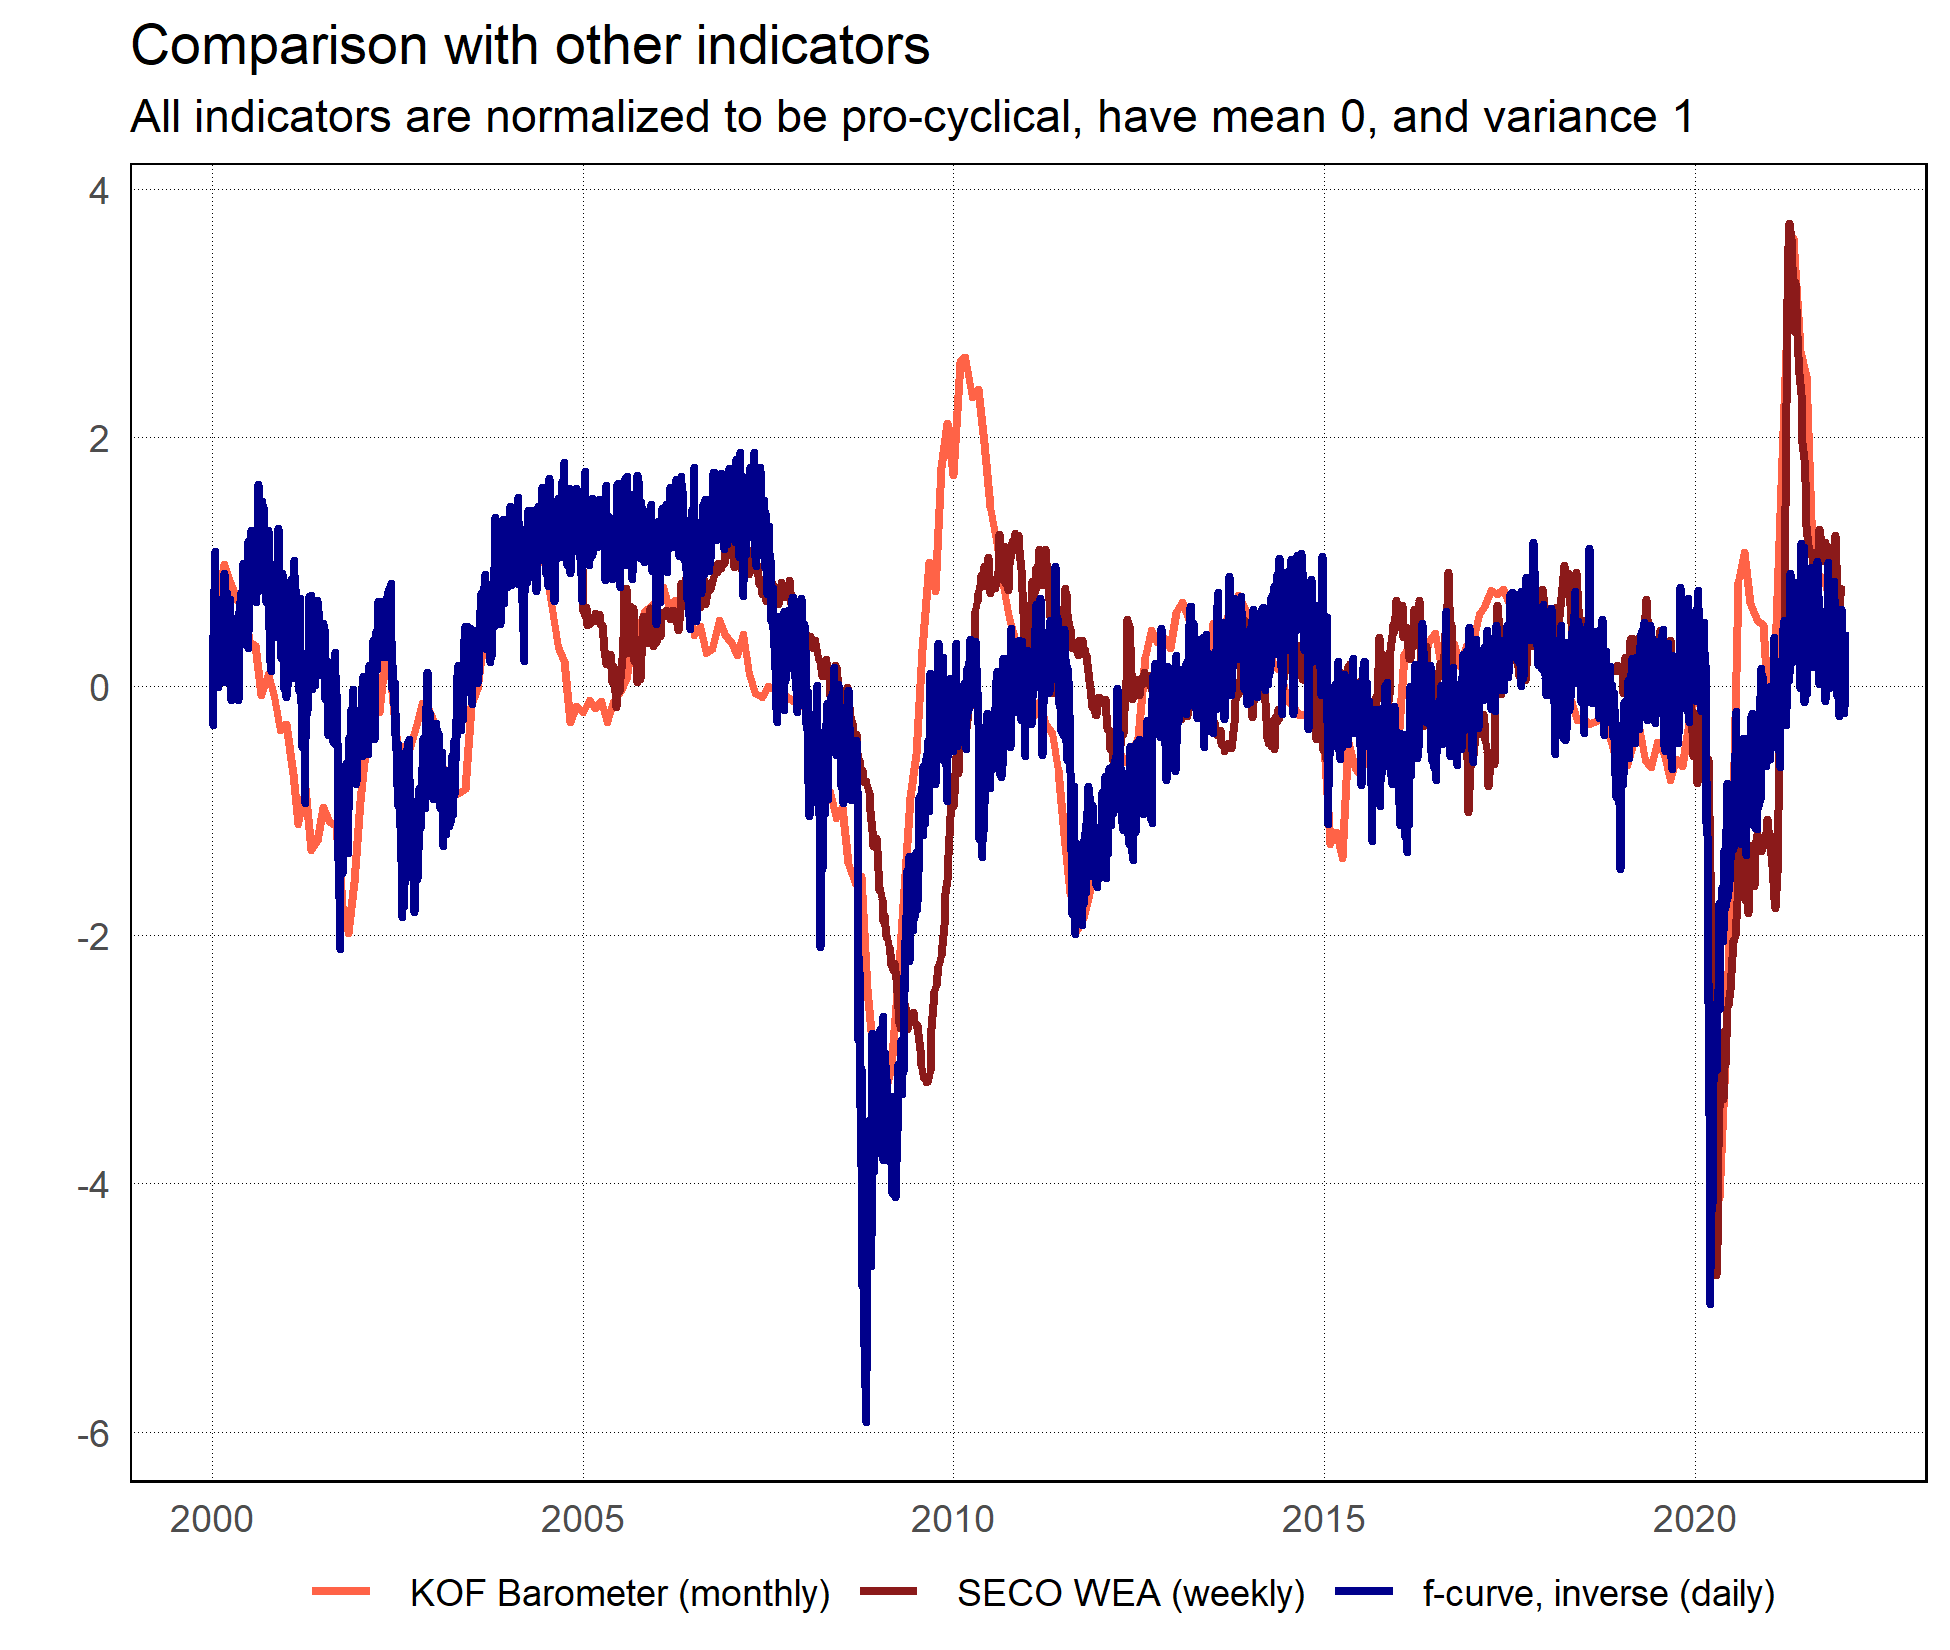 Comparison with other indicators
All indicators are normalized to be pro-cyclical, have mean 0, and variance 1
4
2
0
-2
-4
-6
2000 2005 2010 2015 2020
KOF Barometer (monthly) SECO WEA (weekly) f-curve, inverse (daily)